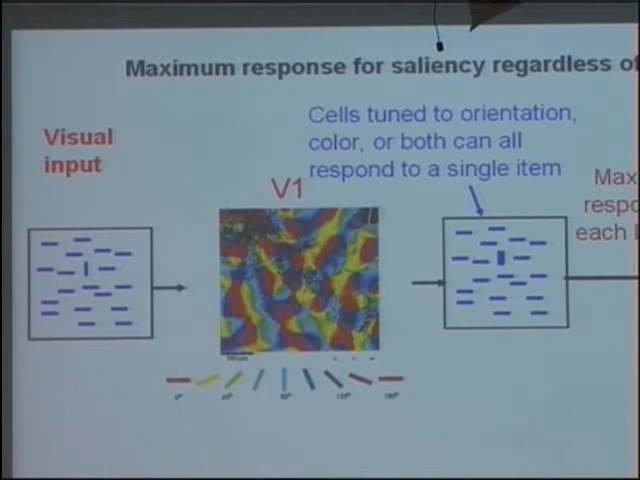 Maximum response for saliency regardless of
Cells tuned to orientation,
color, or both can all
respond to a single item
Visual
input
V1
Max
respo
each